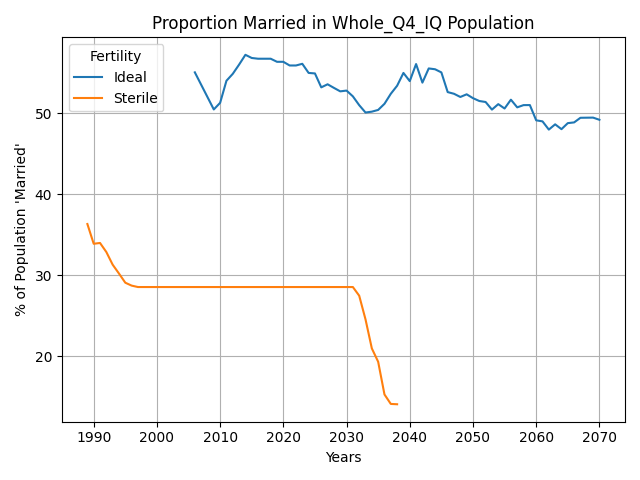 Proportion Married in Whole_Q4_IQ Population
Fertility
Ideal
Sterile
% of Population 'Married'
50
40
30
20
1990 2000 2010 2020 2030 2040 2050 2060 2070
Years